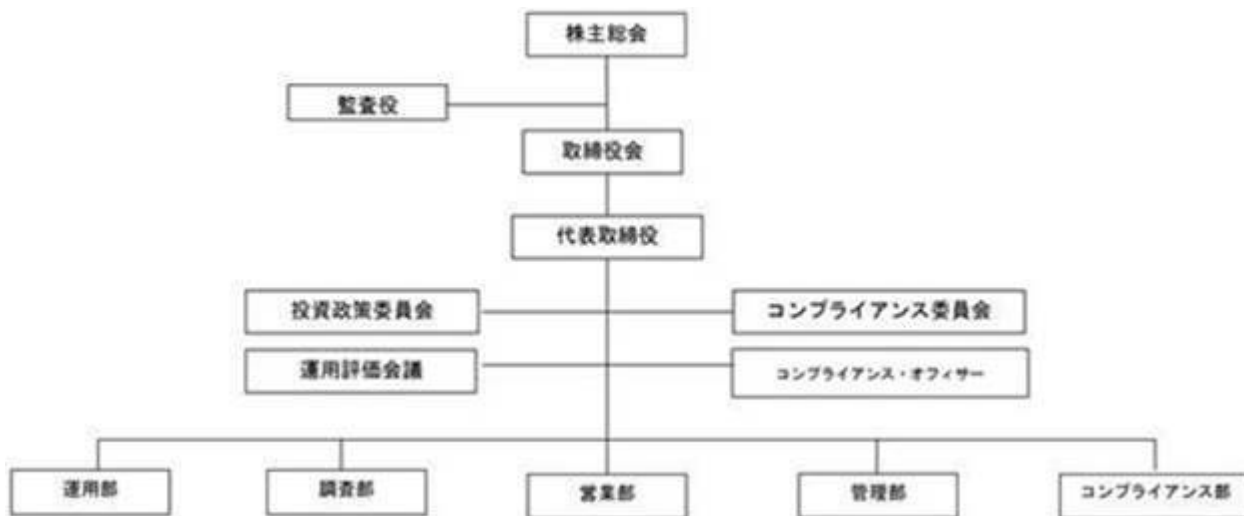 株主総会
監査役
取締役会
代表取締役
投資政策委員会
コンプライアンス委員会
運用評価会議
コンプライアンス・オフィサー
運用部
調査部
営業部
管理部
コンプライアンス部